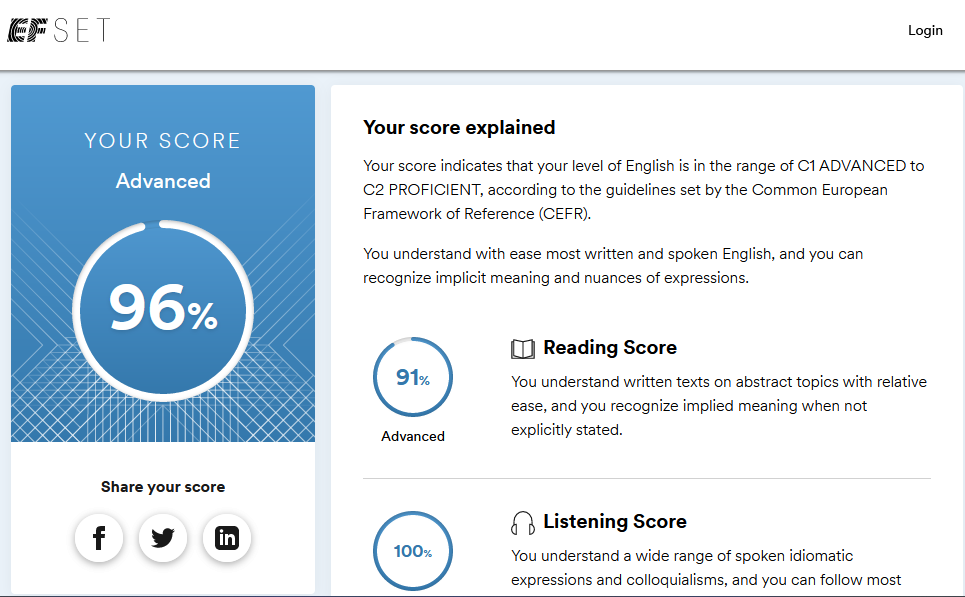 EF SET
Login
YOUR SCORE
Advanced
96%
Share your score
Your score explained
Your score indicates that your level of English is in the range of C1 ADVANCED to
C2 PROFICIENT, according to the guidelines set by the Common European
Framework of Reference (CEFR).
You understand with ease most written and spoken English, and you can
recognize implicit meaning and nuances of expressions.
91%
Advanced
Reading Score
You understand written texts on abstract topics with relative
ease, and you recognize implied meaning when not
explicitly stated.
100%
Listening Score
You understand a wide range of spoken idiomatic
expressions and colloquialisms, and you can follow most